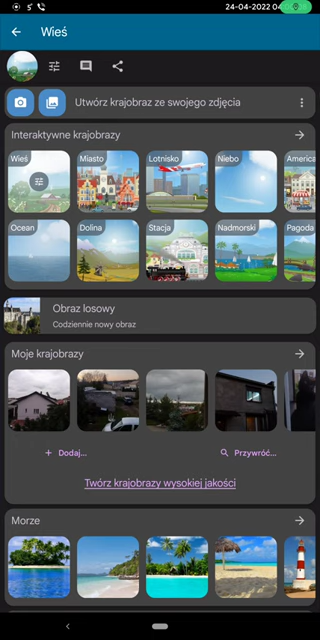 24-04-2022
Wieś
Utwórz krajobraz ze swojego zdjęcia
Interaktywne krajobrazy
Wieś
Miasto
Lotnisko
Niebo
America
Ocean
Dolina
Stacja
Nadmorski
Pagoda
Obraz losowy
Codziennie nowy obraz
Moje krajobrazy
Dodaj...
Przywróć...
Twórz krajobrazy wysokiej jakości
Morze